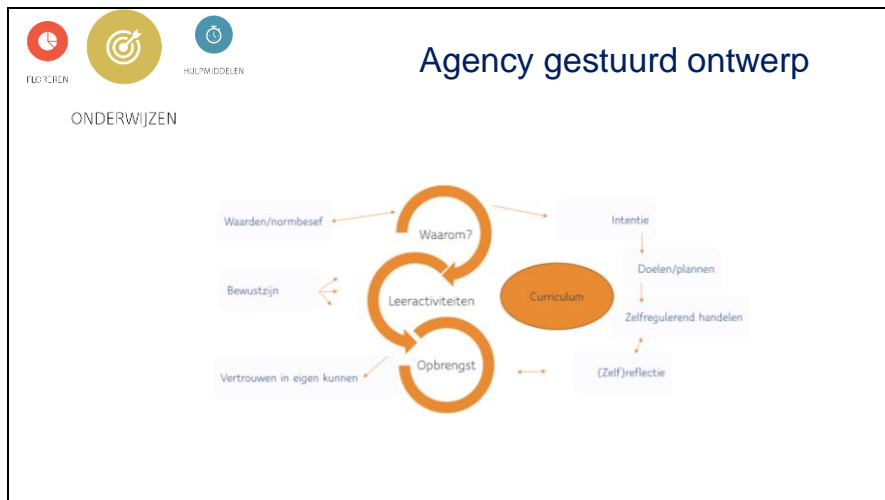 Agency gestuurd ontwerp
FLOREREN
HULPMIDDELEN
ONDERWIJZEN
Waarden/normbesef
Waarom?
Intentie
Doelen/plannen
Bewustzijn
Leeractiviteiten
Curriculum
Zelfregulerend handelen
Opbrengst
(Zelf)reflectie
Vertrouwen in eigen kunnen